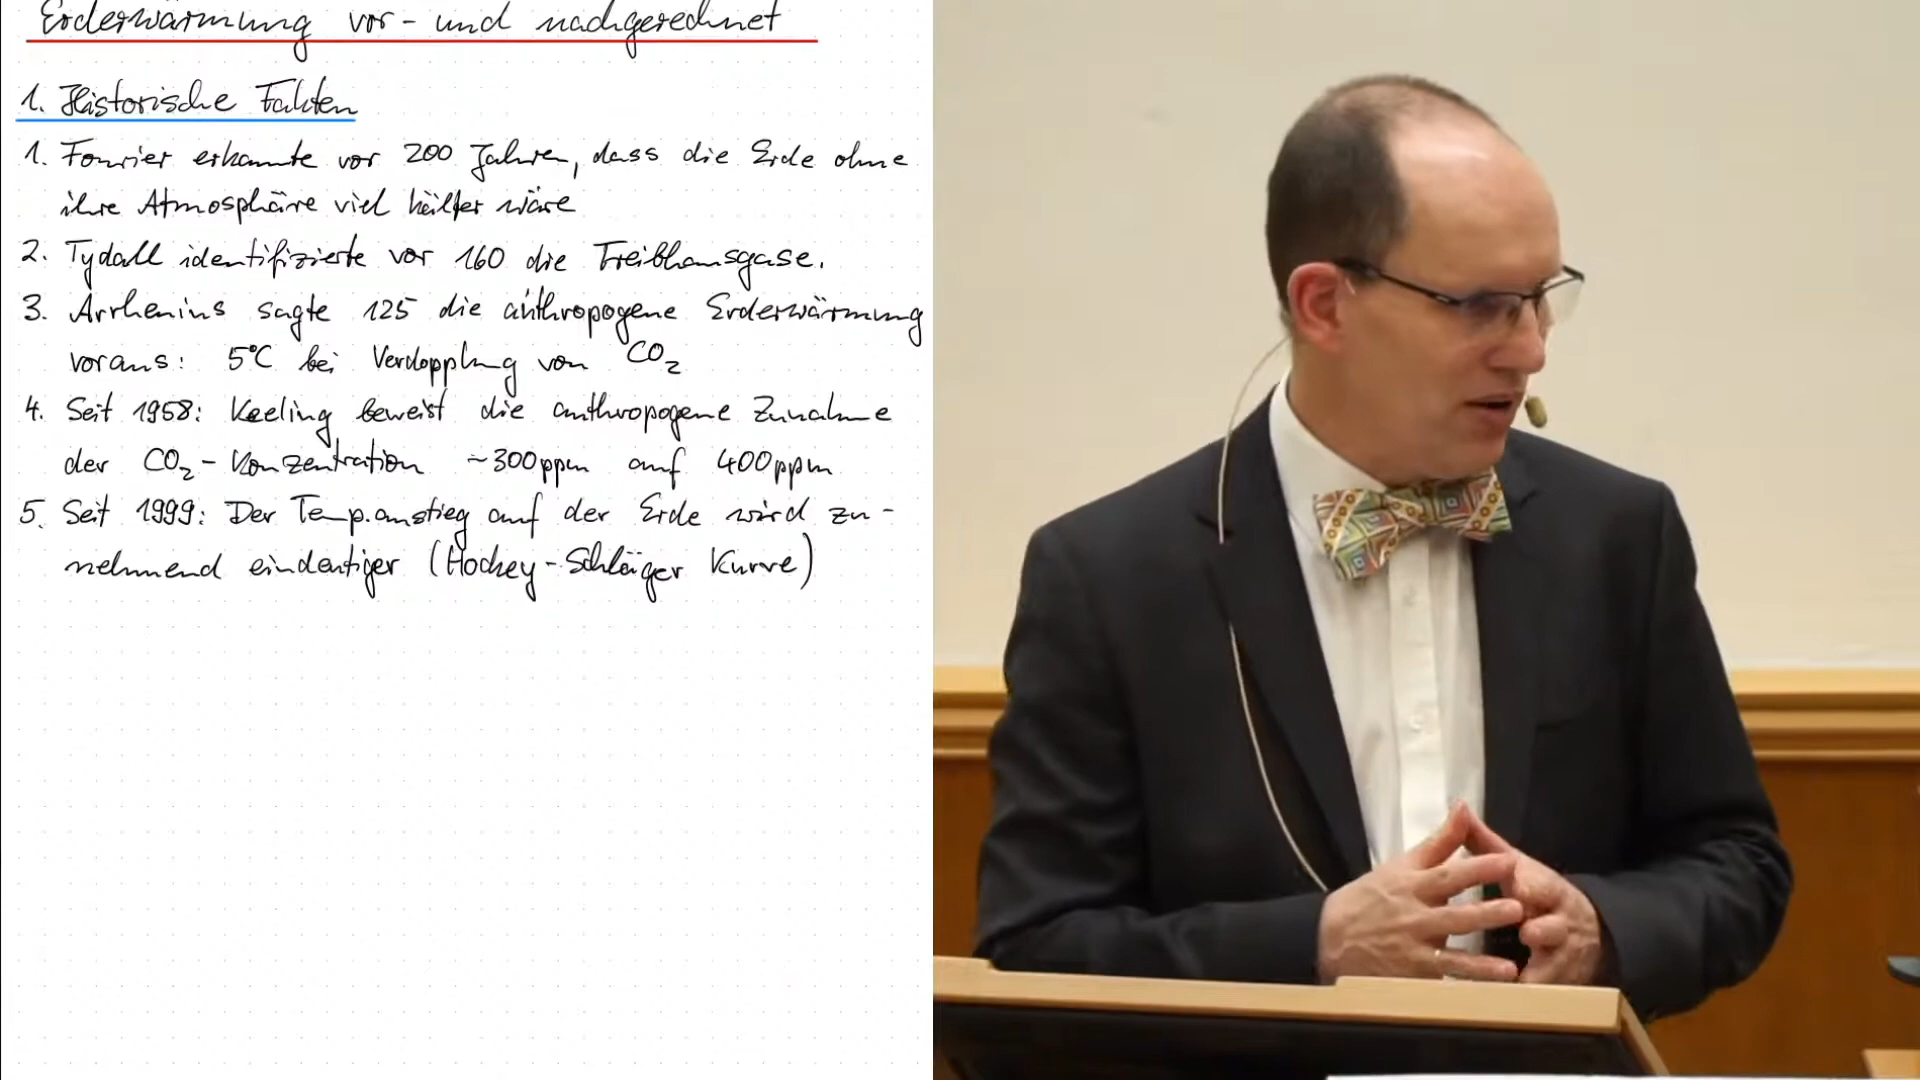 Erderwärmung vor- und nachgerechnet
1. Historische Fakten
1. Fourier erkannte vor 200 Jahren, dass die Erde ohne
ihre Atmosphäre viel kälter wäre
2. Tydall identifizierte vor 160 die Treibhausgase.
3. Arrhenius sagte 125 die anthropogene Erderwärmung
voraus: 5°C bei Verdopplung von CO₂
4. Seit 1958: Keeling beweist die anthropogene Zunahme
der CO₂-Konzentration ~300ppm auf 400ppm
5. Seit 1999: Der Temp.anstieg auf der Erde wird zu-
nehmend eindeutiger (Hockey-Schläger Kurve)